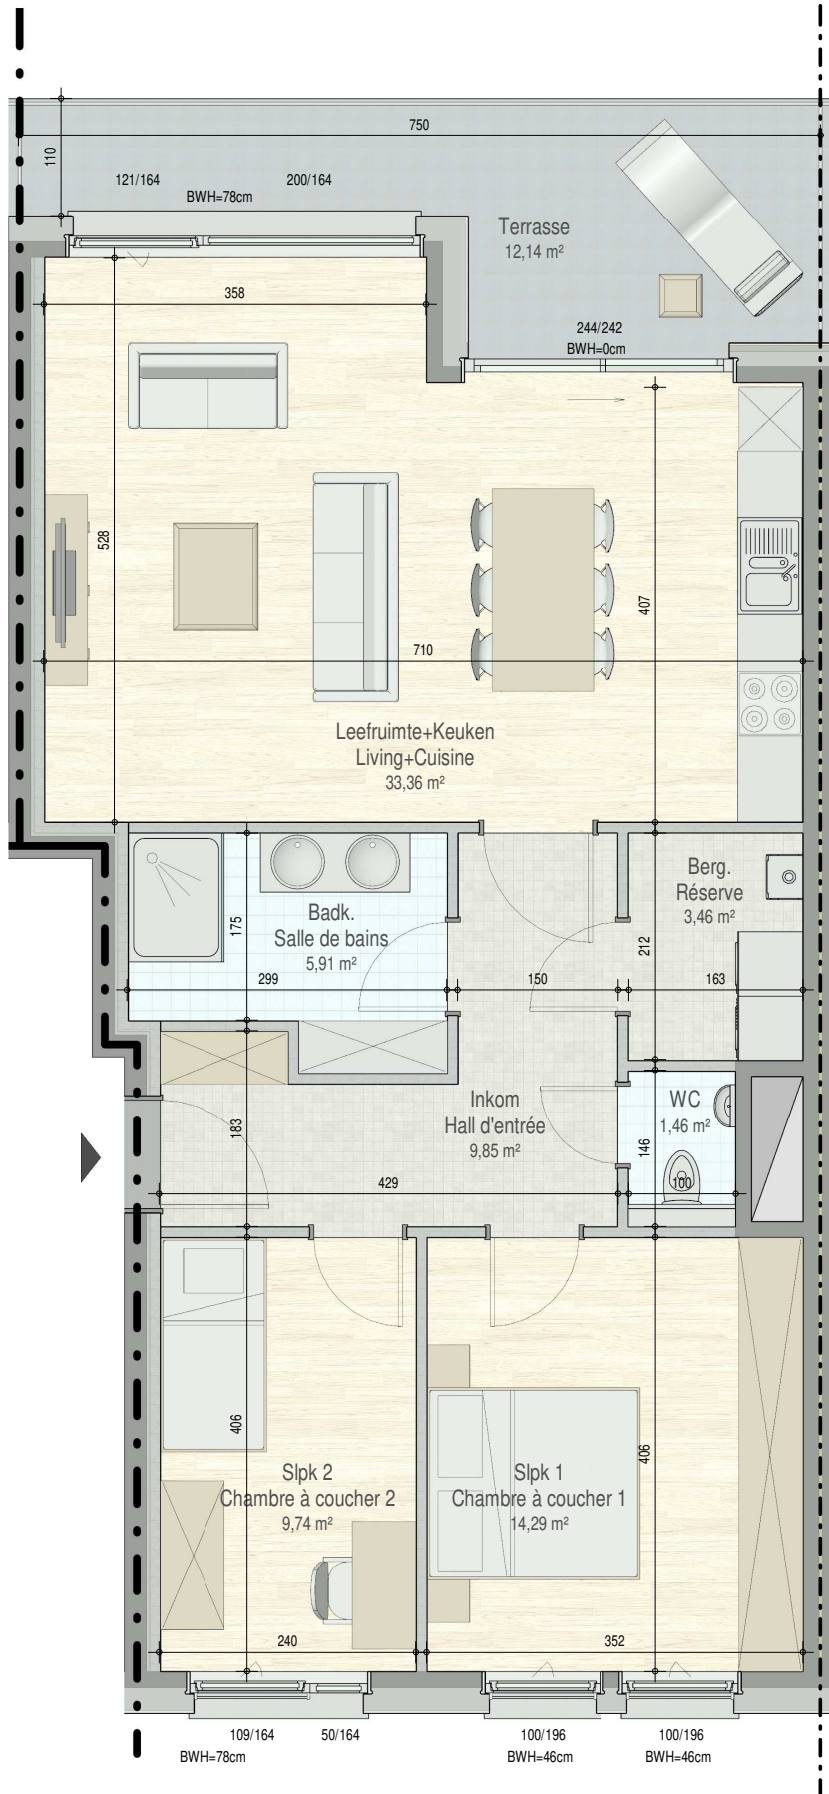 750
110
121/164
200/164
BWH=78cm
Terrasse
12,14 m²
358
244/242
BWH=0cm
528
407
710
Leefruimte+Keuken
Living+Cuisine
33,36 m²
Berg.
Réserve
3,46 m²
Badk.
Salle de bains
5,91 m²
175
212
299
150
163
Inkom
Hall d'entrée
9,85 m²
WC
1,46 m²
183
146
429
100
406
406
Slpk 2
Chambre à coucher 2
9,74 m²
Slpk 1
Chambre à coucher 1
14,29 m²
240
352
109/164
50/164
BWH=78cm
100/196
BWH=46cm
100/196
BWH=46cm